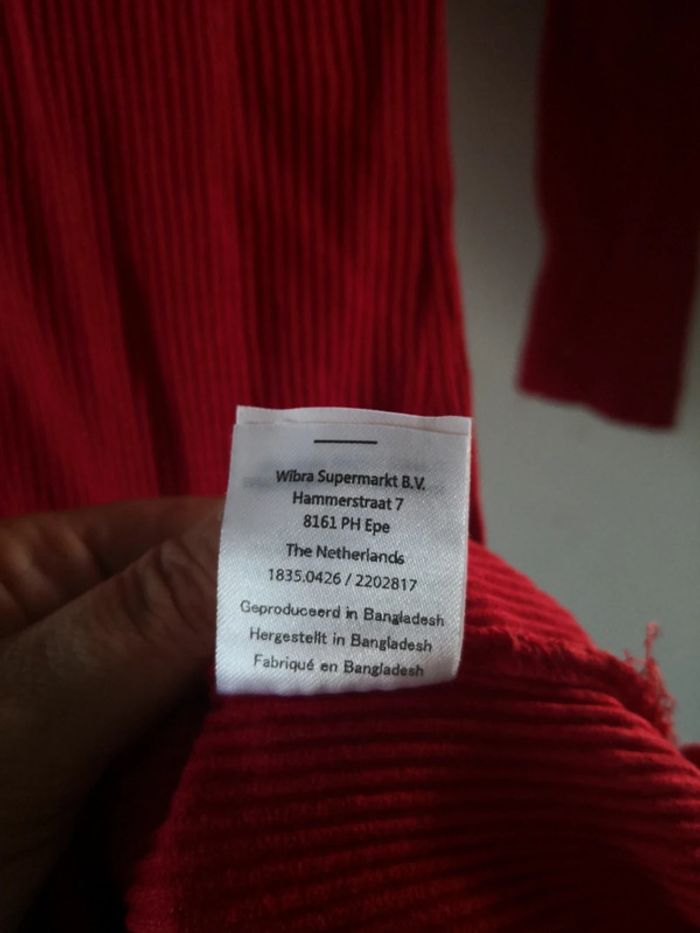 Wibra Supermarkt B.V.
Hammerstraat 7
8161 PH Epe
The Netherlands
1835.0426 / 2202817
Geproduceerd in Bangladesh
Hergestellt in Bangladesh
Fabriqué en Bangladesh